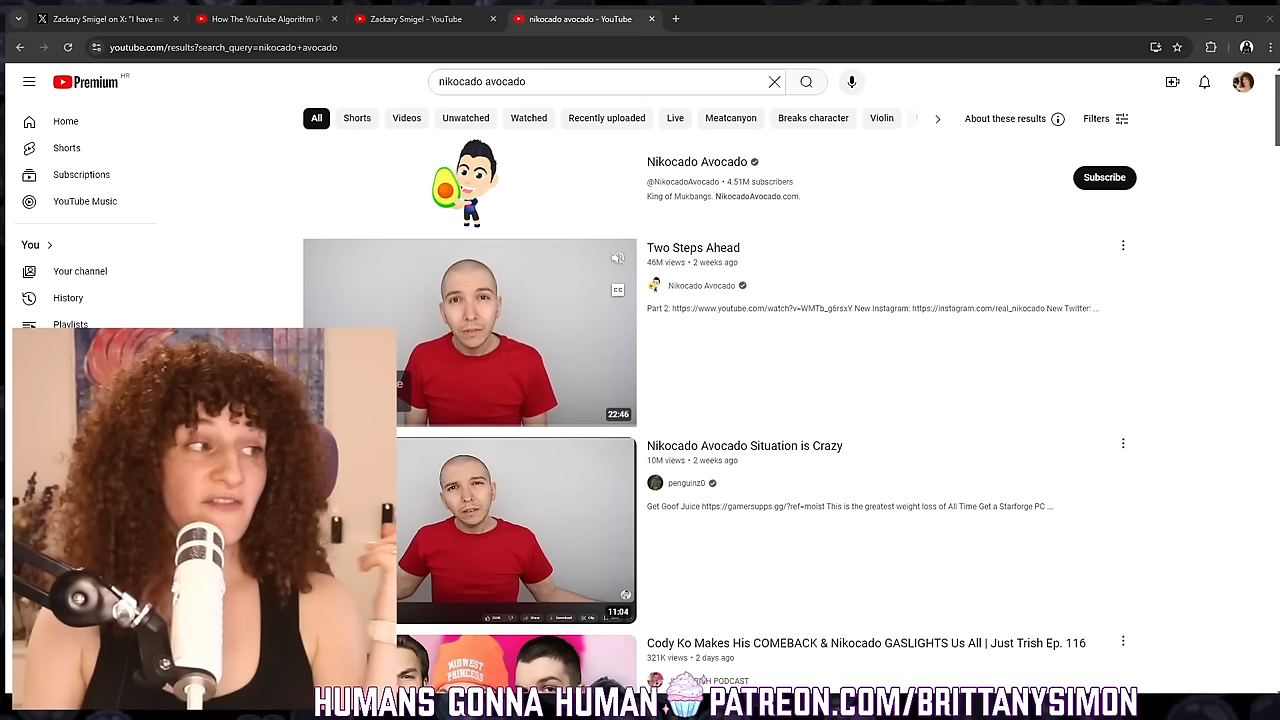 Zackary Smigel on X: "I have no
How The YouTube Algorithm P
Zackary Smigel - YouTube
nikocado avocado - YouTube
youtube.com/results?search_query=nikocado+avocado
Premium HR
nikocado avocado
All
Shorts
Videos
Unwatched
Watched
Recently uploaded
Live
Meatcanyon
Breaks character
Violin
About these results
Filters
Home
Shorts
Subscriptions
YouTube Music
You
Your channel
History
Playlists
Nikocado Avocado
@NikocadoAvocado • 4.51M subscribers
King of Mukbangs. NikocadoAvocado.com.
Subscribe
CC
22:46
Two Steps Ahead
46M views • 2 weeks ago
Nikocado Avocado
Part 2: https://www.youtube.com/watch?v=WMTb_g6rsxY New Instagram: https://instagram.com/real_nikocado New Twitter: ...
Share
Download
Clip
11:04
Nikocado Avocado Situation is Crazy
10M views • 2 weeks ago
penguinz0
Get Goof Juice https://gamersupps.gg/?ref=moist This is the greatest weight loss of All Time Get a Starforge PC ...
MIDWEST
PRINCESS
Cody Ko Makes His COMEBACK & Nikocado GASLIGHTS Us All | Just Trish Ep. 116
321K views • 2 days ago
PODCAST
HUMANS GONNA HUMAN PATREON.COM/BRITTANYSIMON